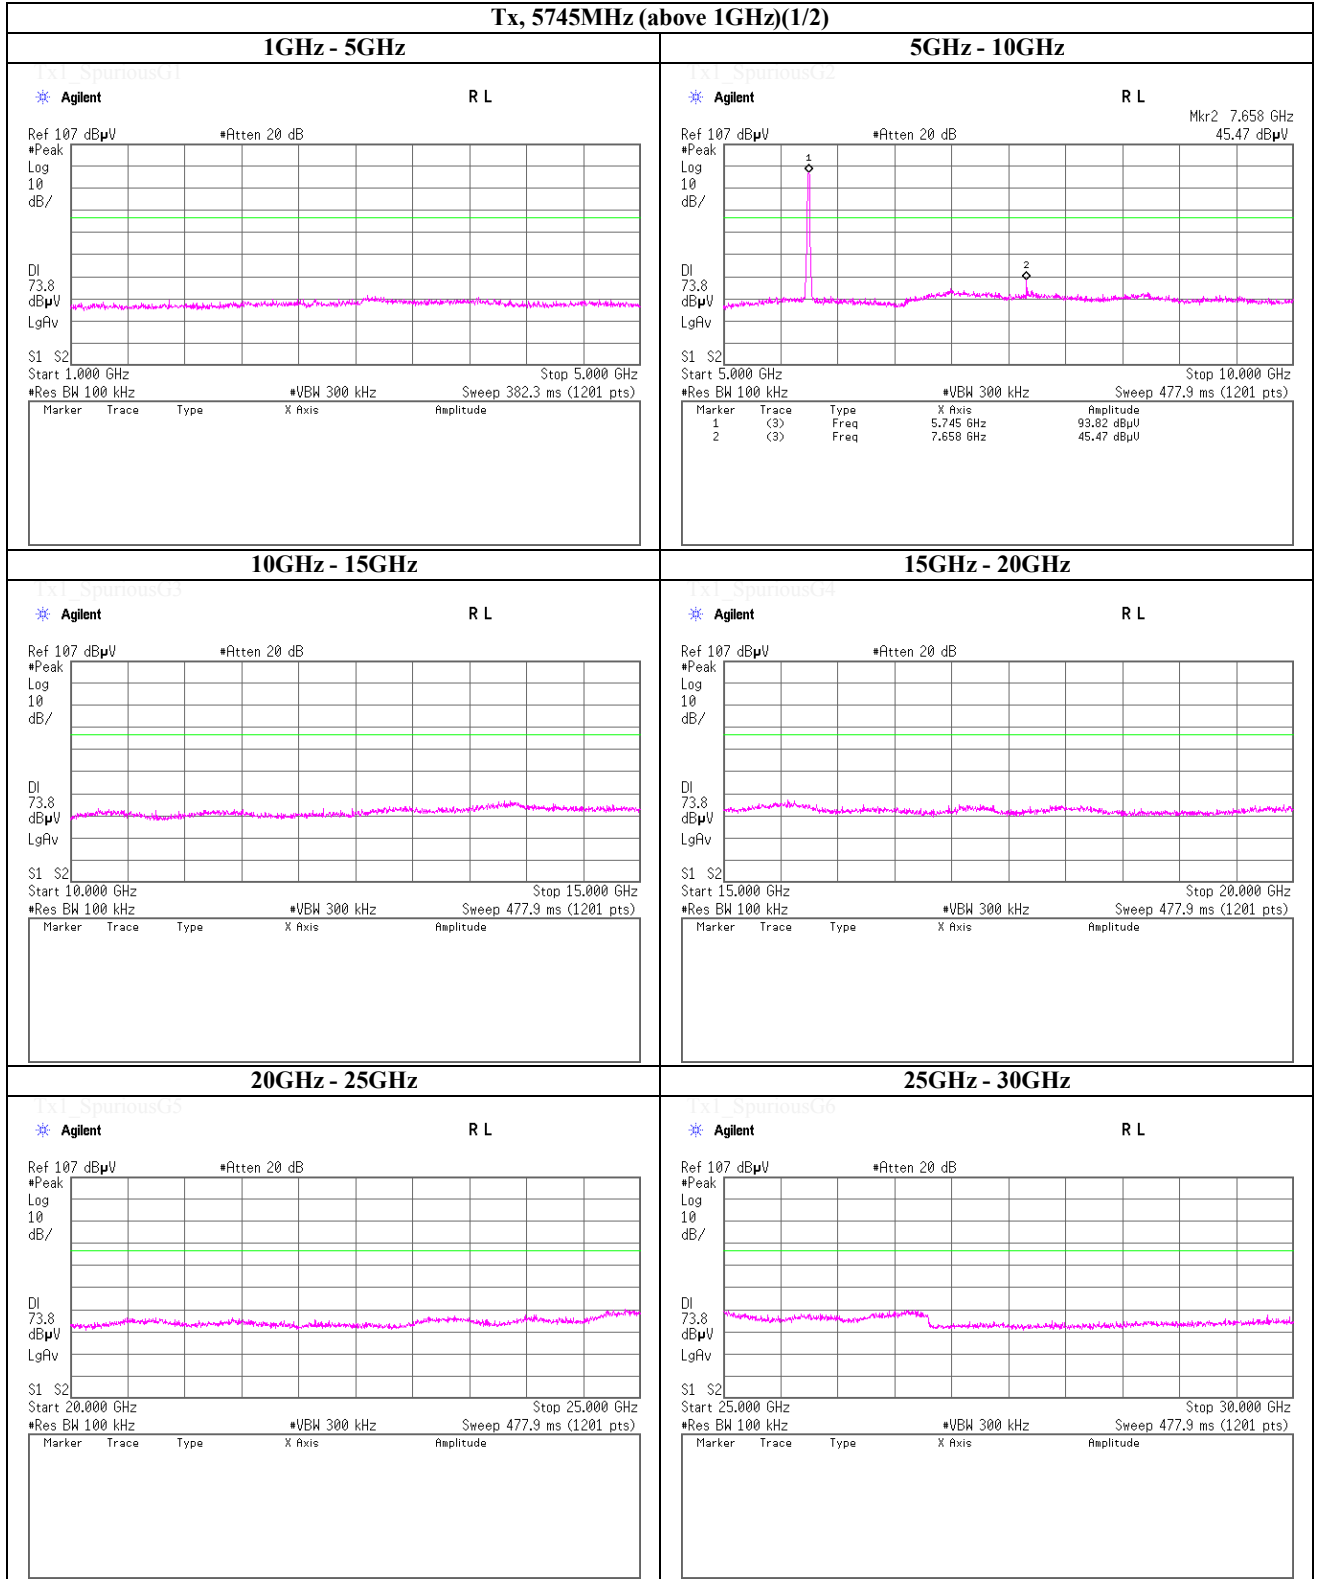 Tx, 5745MHz (above 1GHz)(1/2)
1GHz - 5GHz
Tx1_SpuriousG1
Agilent R L
Ref 107 dBµV #Atten 20 dB
#Peak
Log
10
dB/
DI
73.8
dBµV
LgAv
S1 S2
Start 1.000 GHz Stop 5.000 GHz
#Res BW 100 kHz #VBW 300 kHz Sweep 382.3 ms (1201 pts)
Marker Trace Type X Axis Amplitude
5GHz - 10GHz
Tx1_SpuriousG2
Agilent R L
Mkr2 7.658 GHz
Ref 107 dBµV #Atten 20 dB 45.47 dBµV
#Peak
Log
10
dB/
1
2
DI
73.8
dBµV
LgAv
S1 S2
Start 5.000 GHz Stop 10.000 GHz
#Res BW 100 kHz #VBW 300 kHz Sweep 477.9 ms (1201 pts)
Marker Trace Type X Axis Amplitude
1 (3) Freq 5.745 GHz 93.82 dBµV
2 (3) Freq 7.658 GHz 45.47 dBµV
10GHz - 15GHz
Tx1_SpuriousG3
Agilent R L
Ref 107 dBµV #Atten 20 dB
#Peak
Log
10
dB/
DI
73.8
dBµV
LgAv
S1 S2
Start 10.000 GHz Stop 15.000 GHz
#Res BW 100 kHz #VBW 300 kHz Sweep 477.9 ms (1201 pts)
Marker Trace Type X Axis Amplitude
15GHz - 20GHz
Tx1_SpuriousG4
Agilent R L
Ref 107 dBµV #Atten 20 dB
#Peak
Log
10
dB/
DI
73.8
dBµV
LgAv
S1 S2
Start 15.000 GHz Stop 20.000 GHz
#Res BW 100 kHz #VBW 300 kHz Sweep 477.9 ms (1201 pts)
Marker Trace Type X Axis Amplitude
20GHz - 25GHz
Tx1_SpuriousG5
Agilent R L
Ref 107 dBµV #Atten 20 dB
#Peak
Log
10
dB/
DI
73.8
dBµV
LgAv
S1 S2
Start 20.000 GHz Stop 25.000 GHz
#Res BW 100 kHz #VBW 300 kHz Sweep 477.9 ms (1201 pts)
Marker Trace Type X Axis Amplitude
25GHz - 30GHz
Tx1_SpuriousG6
Agilent R L
Ref 107 dBµV #Atten 20 dB
#Peak
Log
10
dB/
DI
73.8
dBµV
LgAv
S1 S2
Start 25.000 GHz Stop 30.000 GHz
#Res BW 100 kHz #VBW 300 kHz Sweep 477.9 ms (1201 pts)
Marker Trace Type X Axis Amplitude